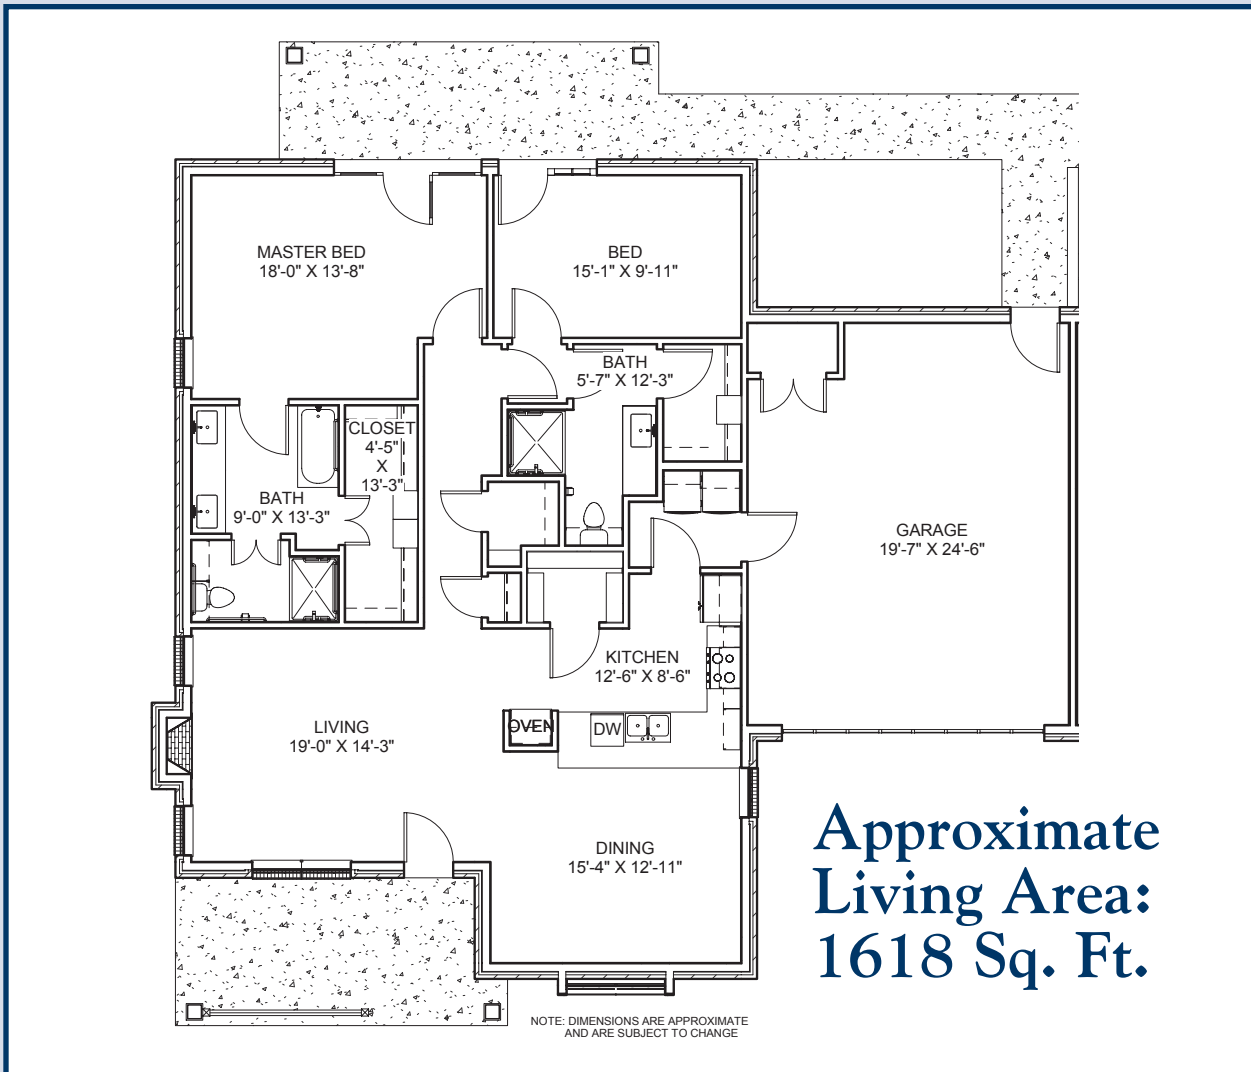 MASTER BED
18'-0" X 13'-8"
BED
15'-1" X 9'-11"
BATH
5'-7" X 12'-3"
CLOSET
4'-5"
X
13'-3"
BATH
9'-0" X 13'-3"
GARAGE
19'-7" X 24'-6"
KITCHEN
12'-6" X 8'-6"
LIVING
19'-0" X 14'-3"
OVEN
DW
DINING
15'-4" X 12'-11"
Approximate
Living Area:
1618 Sq. Ft.
NOTE: DIMENSIONS ARE APPROXIMATE
AND ARE SUBJECT TO CHANGE